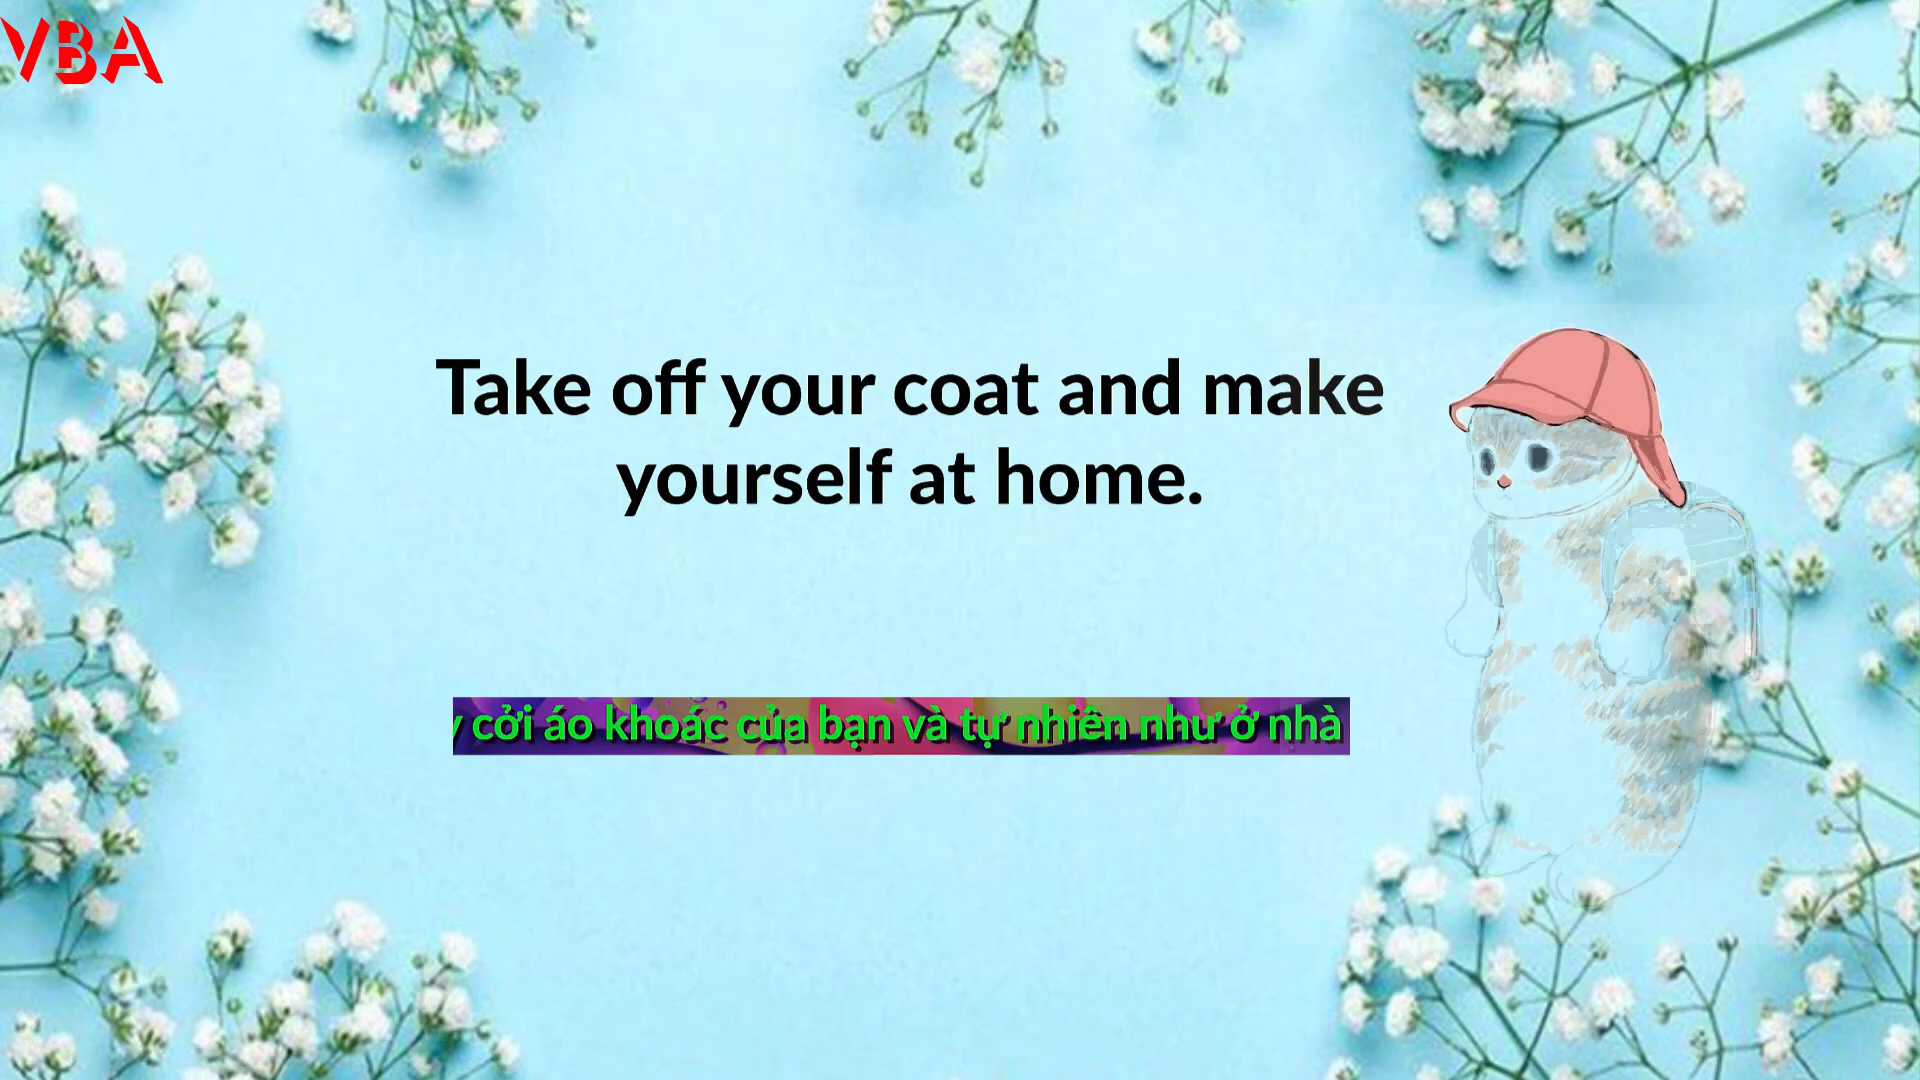 VBA
Take off your coat and make
yourself at home.
cởi áo khoác của bạn và tự nhiên như ở nhà